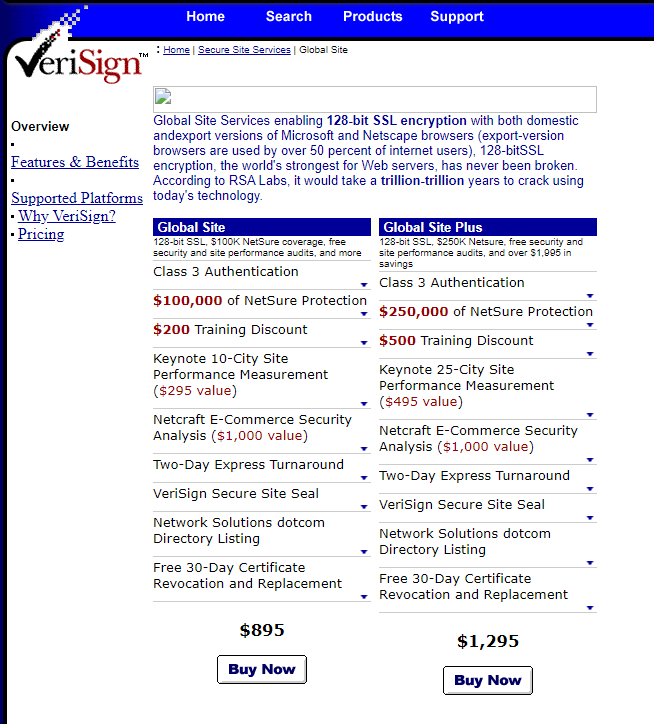 Home Search Products Support
VeriSign™
: Home | Secure Site Services | Global Site
Overview
Features & Benefits
Supported Platforms
Why VeriSign?
Pricing
Global Site Services enabling 128-bit SSL encryption with both domestic
andexport versions of Microsoft and Netscape browsers (export-version
browsers are used by over 50 percent of internet users), 128-bitSSL
encryption, the world's strongest for Web servers, has never been broken.
According to RSA Labs, it would take a trillion-trillion years to crack using
today's technology.
Global Site
128-bit SSL, $100K NetSure coverage, free
security and site performance audits, and more
Class 3 Authentication
$100,000 of NetSure Protection
$200 Training Discount
Keynote 10-City Site
Performance Measurement
($295 value)
Netcraft E-Commerce Security
Analysis ($1,000 value)
Two-Day Express Turnaround
VeriSign Secure Site Seal
Network Solutions dotcom
Directory Listing
Free 30-Day Certificate
Revocation and Replacement
$895
Buy Now
Global Site Plus
128-bit SSL, $250K Netsure, free security and
site performance audits, and over $1,995 in
savings
Class 3 Authentication
$250,000 of NetSure Protection
$500 Training Discount
Keynote 25-City Site
Performance Measurement
($495 value)
Netcraft E-Commerce Security
Analysis ($1,000 value)
Two-Day Express Turnaround
VeriSign Secure Site Seal
Network Solutions dotcom
Directory Listing
Free 30-Day Certificate
Revocation and Replacement
$1,295
Buy Now